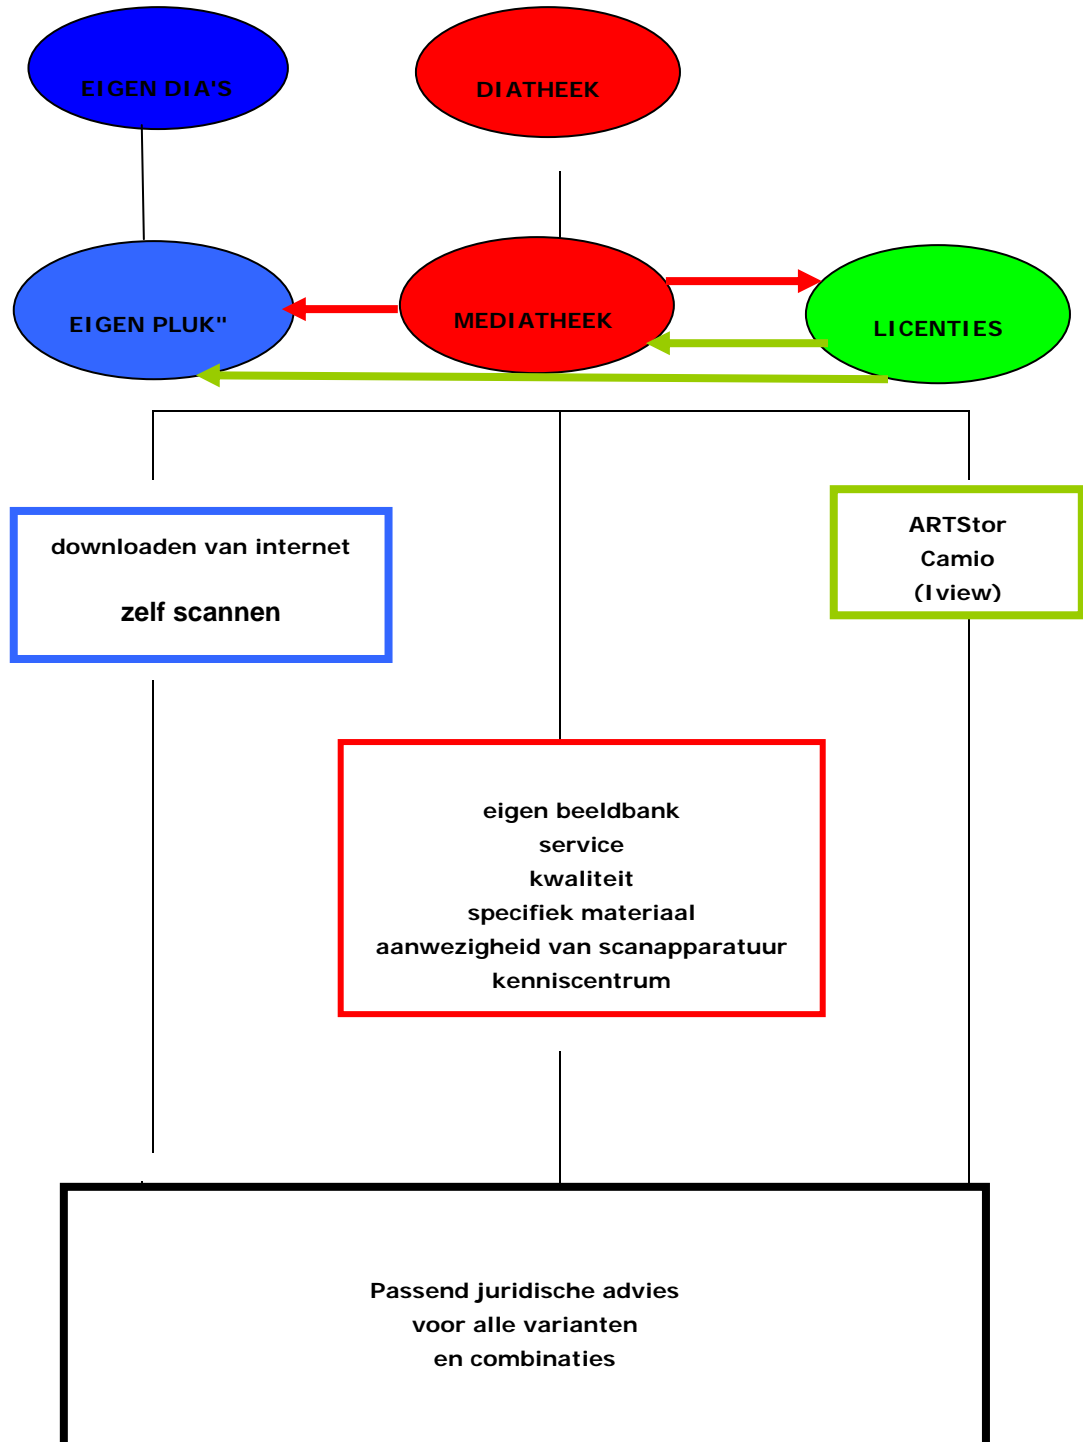 EIGEN DIA'S
DIATHEEK
EIGEN PLUK"
MEDIATHEEK
LICENTIES
downloaden van internet
zelf scannen
ARTStor
Camio
(Iview)
eigen beeldbank
service
kwaliteit
specifiek materiaal
aanwezigheid van scanapparatuur
kenniscentrum
Passend juridische advies
voor alle varianten
en combinaties